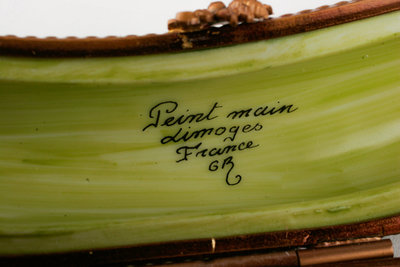 Peint main
Limoges
France
GR